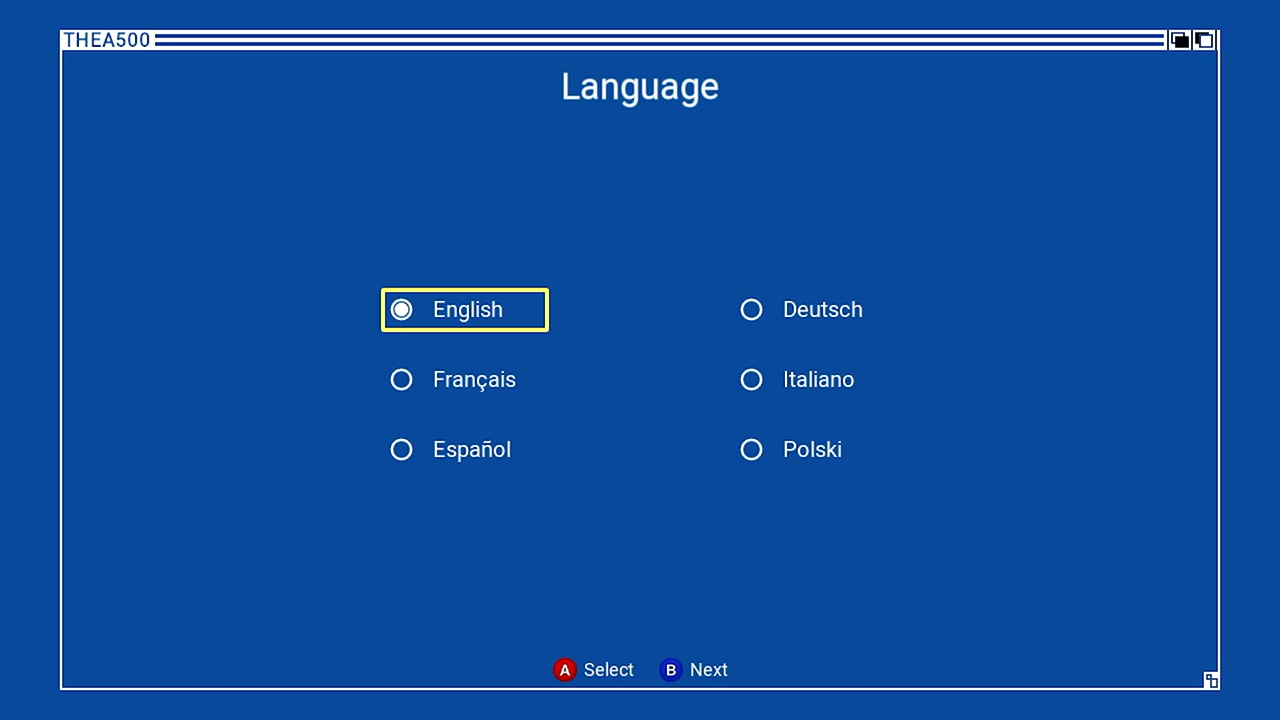 THEA500
Language
English
Deutsch
Français
Italiano
Español
Polski
A Select B Next